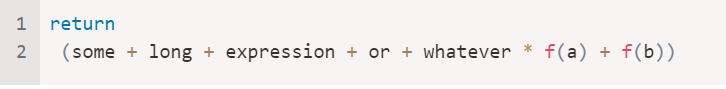 1 return
2 (some + long + expression + or + whatever * f(a) + f(b))